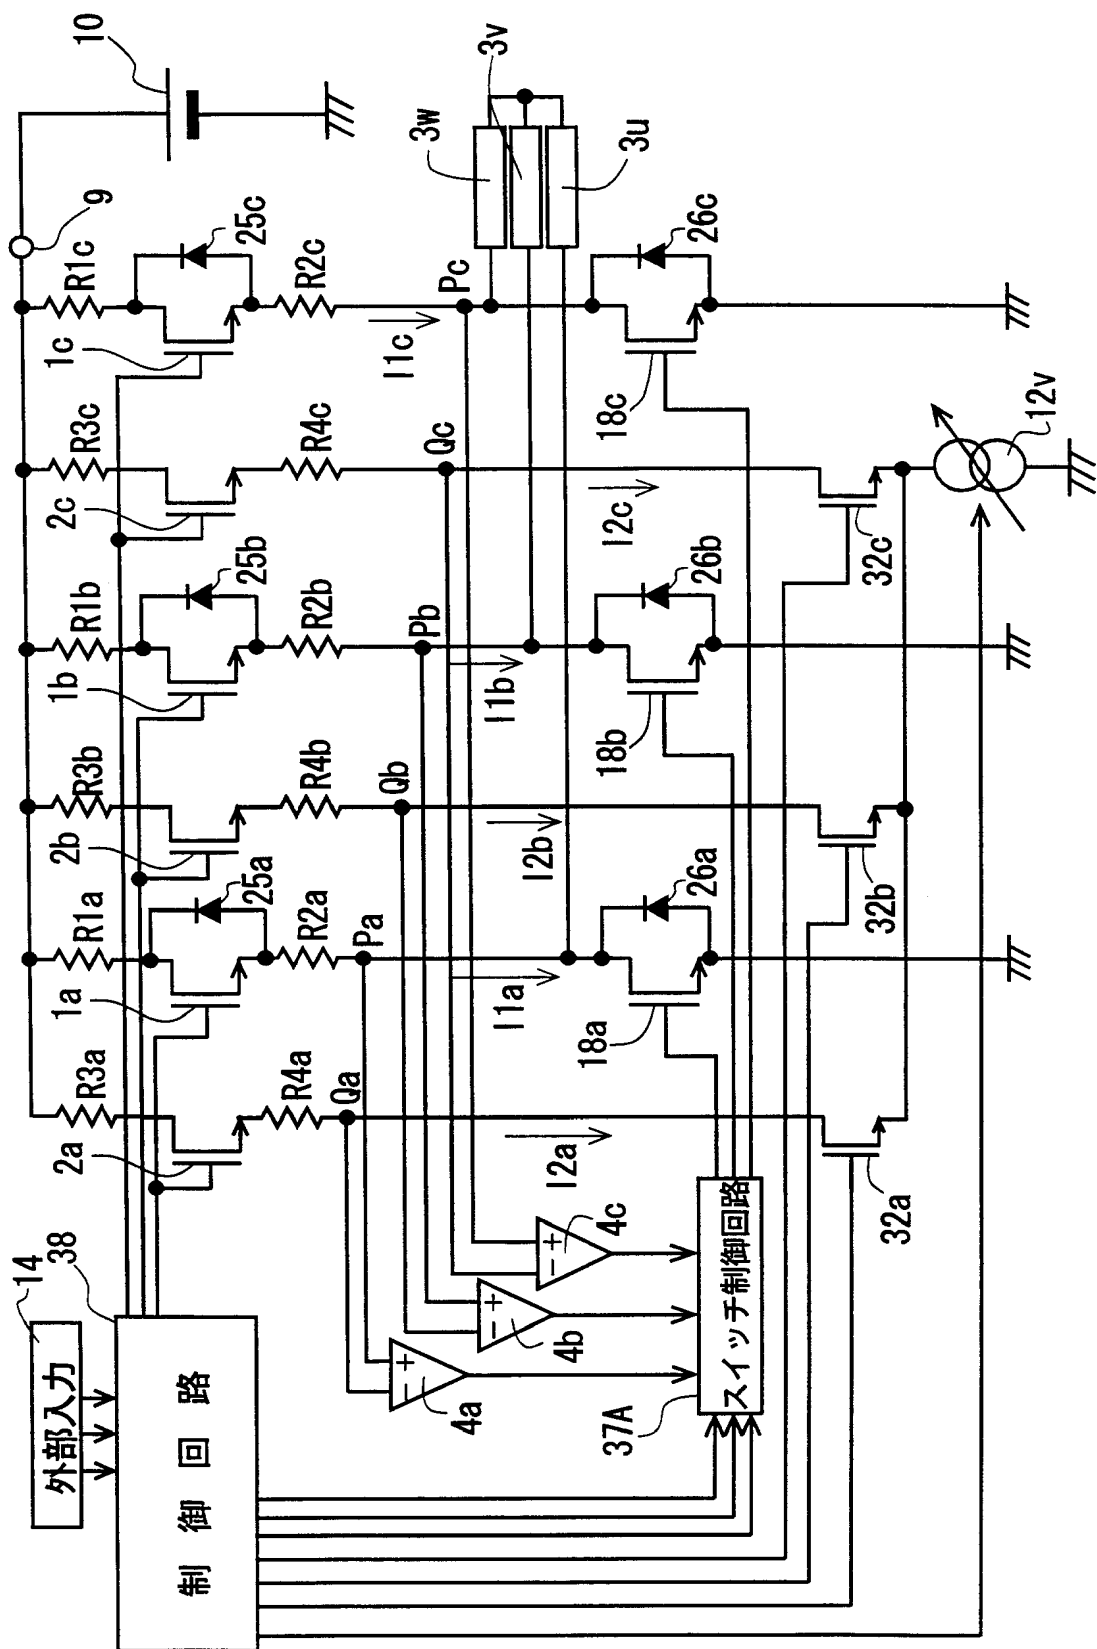 10
9
3w
3v
3u
R1c
25c
1c
R2c
Pc
I1c
26c
18c
R3c
2c
R4c
Qc
I2c
32c
12v
R1b
25b
1b
R2b
Pb
I1b
26b
18b
R3b
2b
R4b
Qb
I2b
32b
R1a
25a
1a
R2a
Pa
I1a
26a
18a
R3a
2a
R4a
Qa
I2a
32a
14
38
外部入力
制御回路
+
−
4c
+
−
4b
+
−
4a
37A
スイッチ制御回路